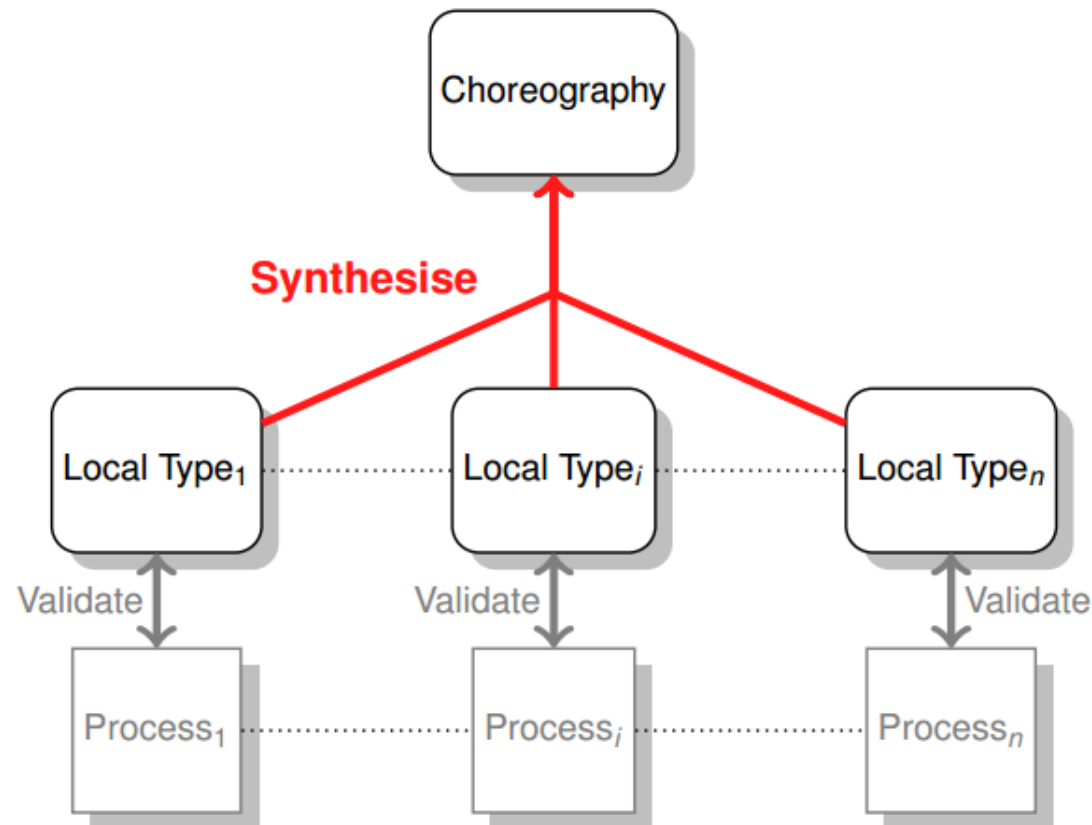 Choreography
Synthesise
Local Type₁
Local Typeᵢ
Local Typeₙ
Validate
Validate
Validate
Process₁
Processᵢ
Processₙ